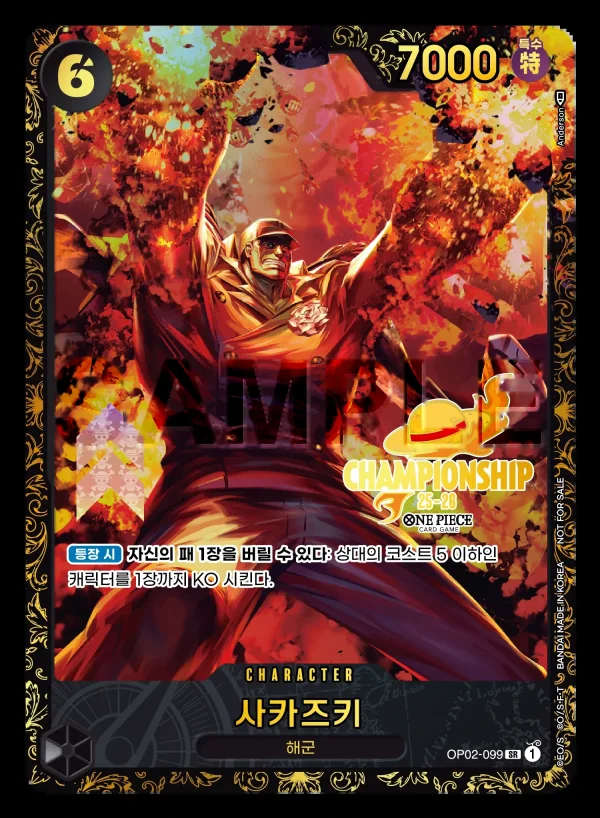 6
7000
특수
特
Anderson
SAMPLE
CHAMPIONSHIP
25-26
ONE PIECE
CARD GAME
등장 시 자신의 패 1장을 버릴 수 있다: 상대의 코스트 5 이하인
캐릭터를 1장까지 KO 시킨다.
CHARACTER
사카즈키
해군
OP02-099 SR 1
©E.O/S. ©E.O./S·F·T BANDAI MADE IN KOREA NOT FOR SALE